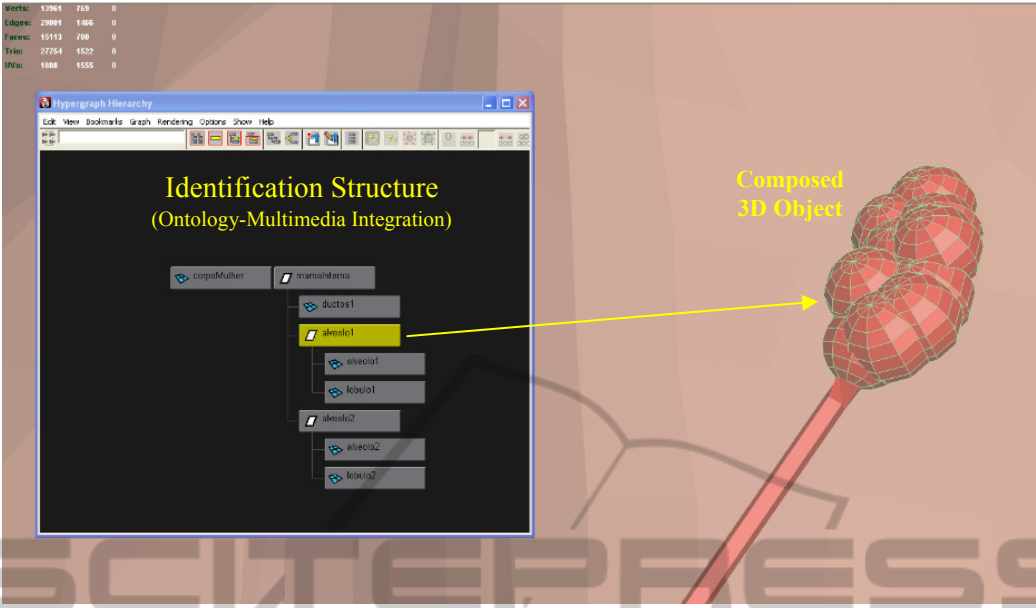 Verts: 13961 769 0
Edges: 29001 1466 0
Faces: 15113 700 0
Tris: 27754 1522 0
UVs: 1808 1555 0
Hypergraph Hierarchy
Edit View Bookmarks Graph Rendering Options Show Help
Identification Structure
(Ontology-Multimedia Integration)
Composed
3D Object
corpoMulher mamaInterna
ductos1
alveolo1
alveolo1
lobulo1
alveolo2
alveolo2
lobulo2
SCITEPRESS